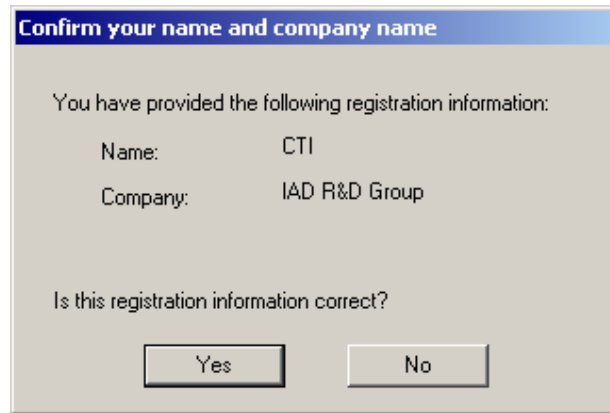 Confirm your name and company name
You have provided the following registration information:
Name: CTI
Company: IAD R&D Group
Is this registration information correct?
Yes No